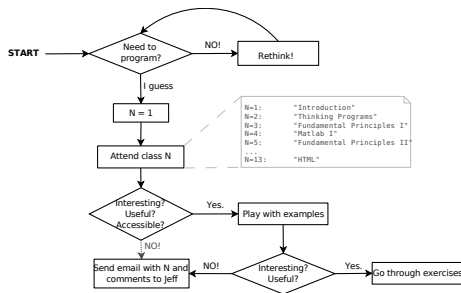 START
Need to
program?
NO!
Rethink!
I guess
N = 1
Attend class N
N=1: "Introduction"
N=2: "Thinking Programs"
N=3: "Fundamental Principles I"
N=4: "Matlab I"
N=5: "Fundamental Principles II"
...
N=13: "HTML"
Interesting?
Useful?
Accessible?
Yes.
Play with examples
NO!
Send email with N and
comments to Jeff
NO!
Interesting?
Useful?
Yes.
Go through exercises